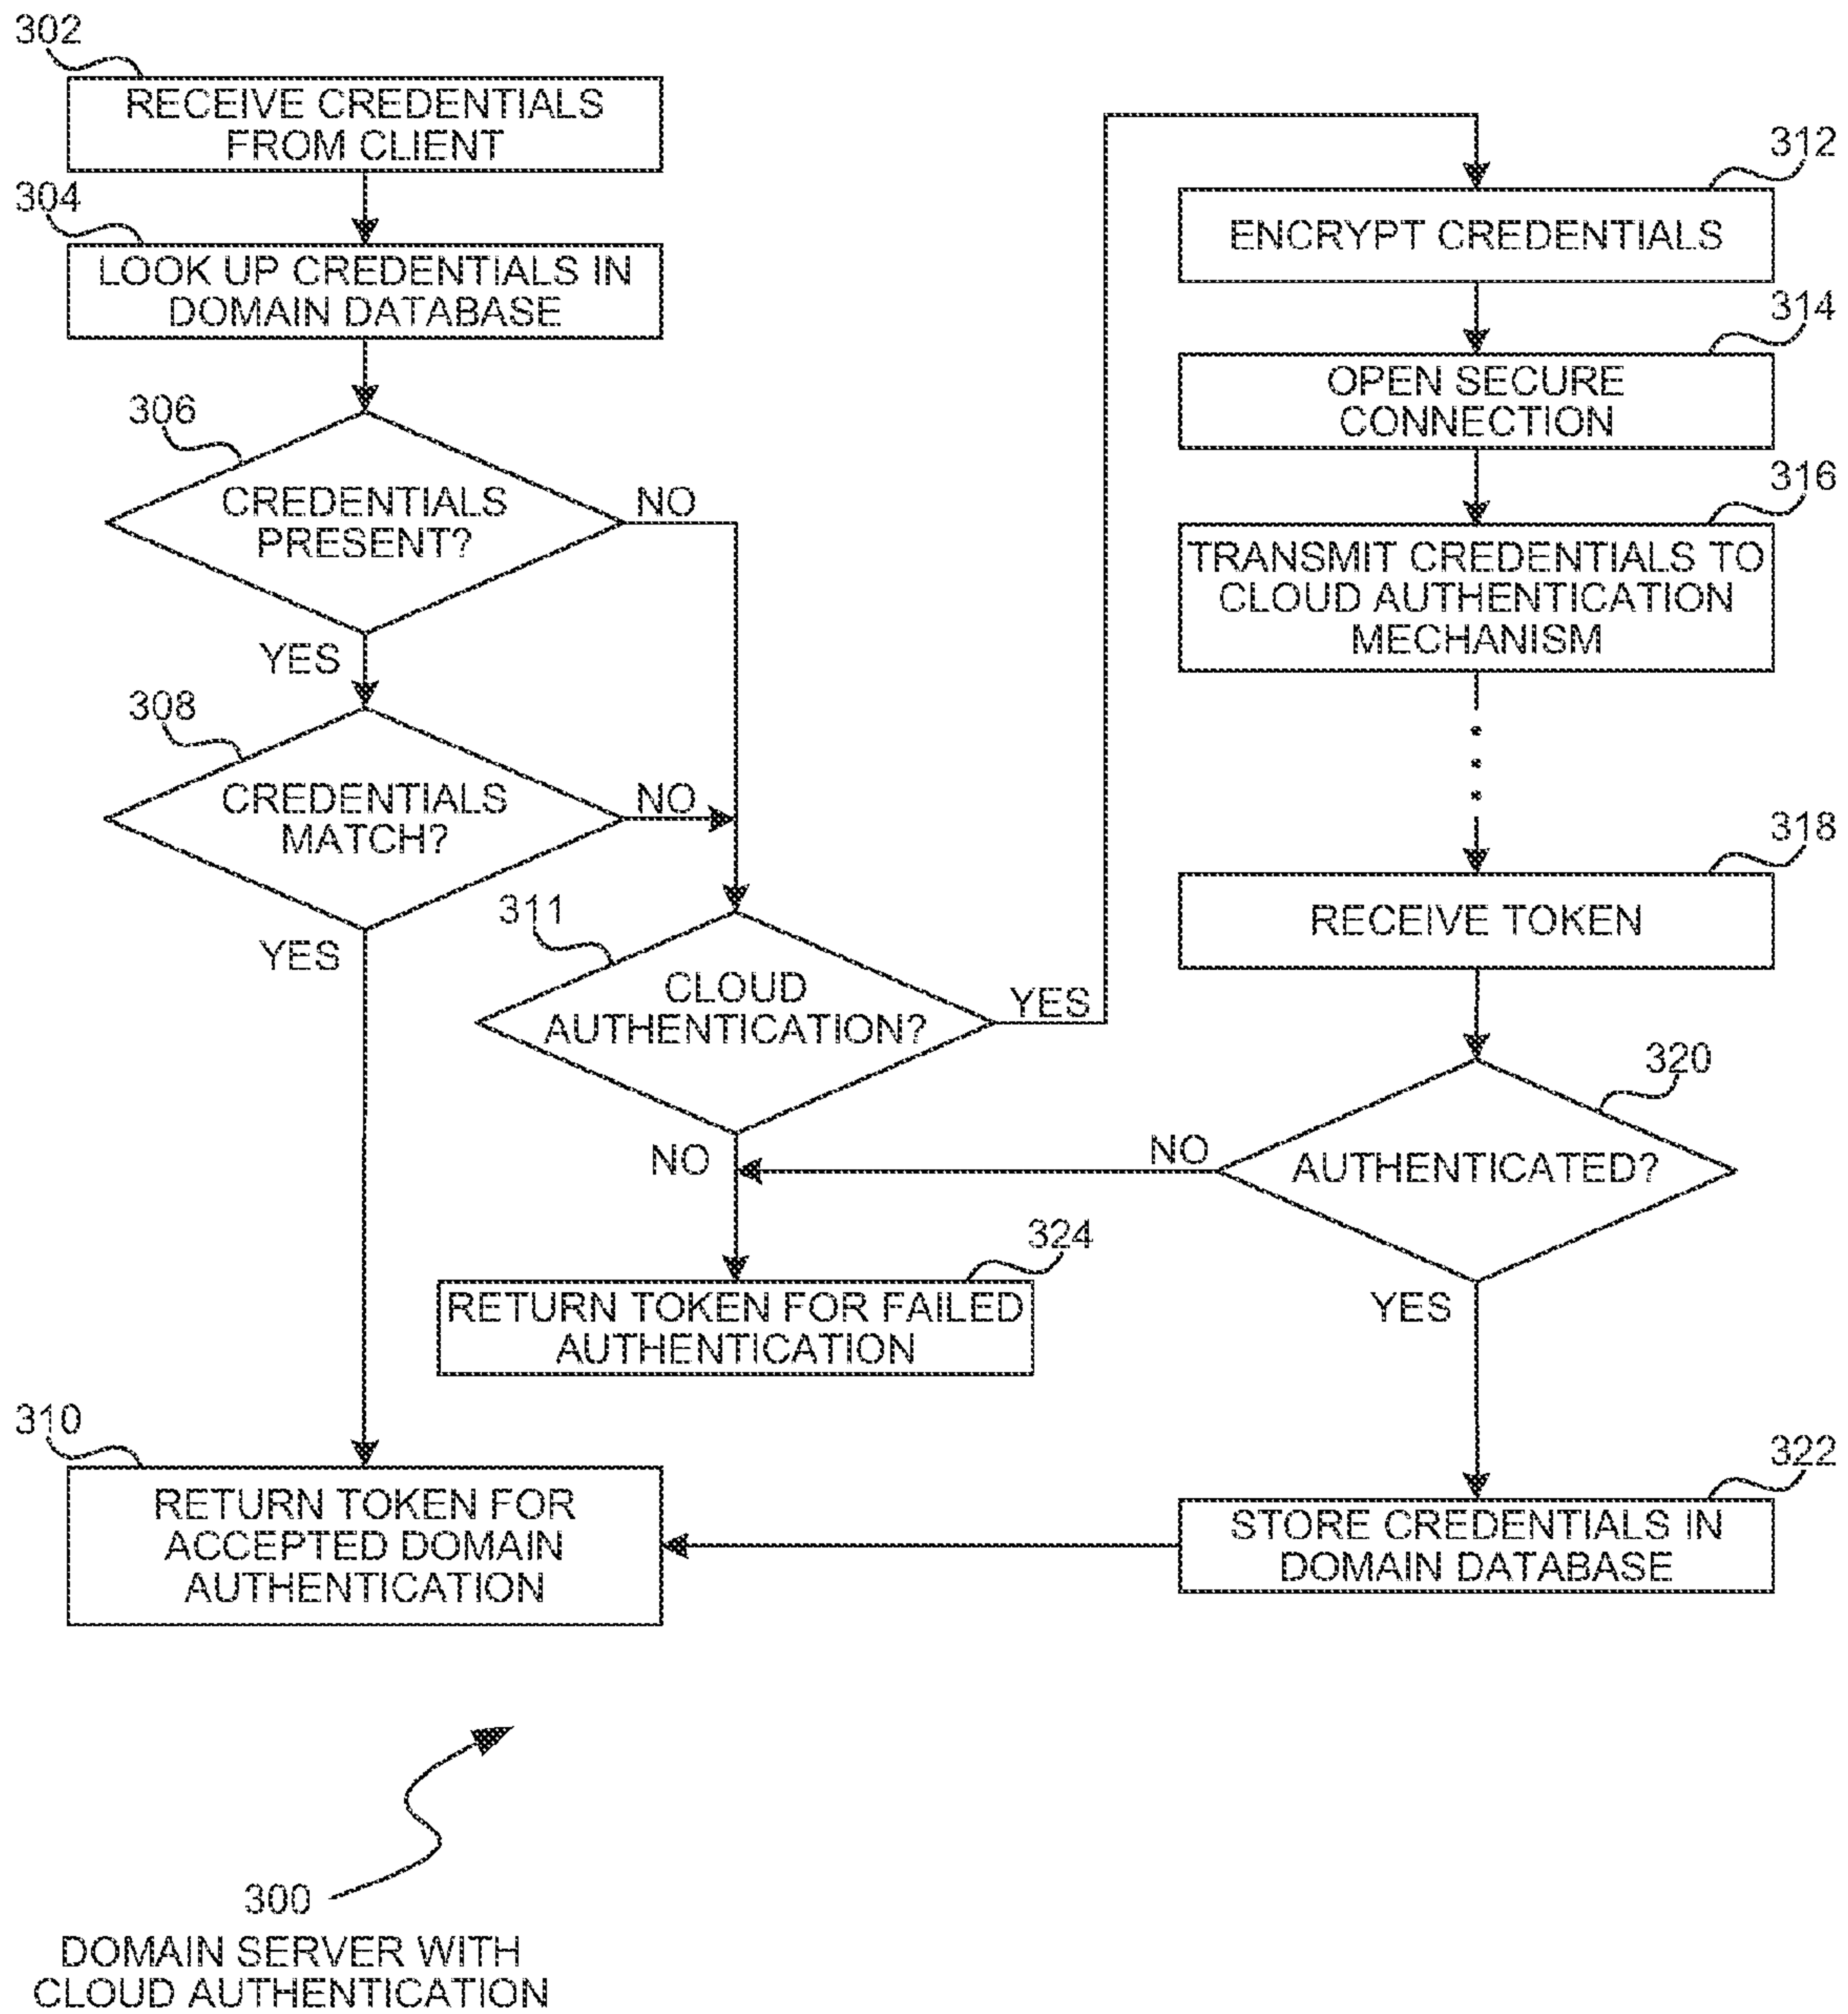 302
RECEIVE CREDENTIALS
FROM CLIENT
304
LOOK UP CREDENTIALS IN
DOMAIN DATABASE
306
CREDENTIALS
PRESENT?
NO
YES
308
CREDENTIALS
MATCH?
NO
YES
311
CLOUD
AUTHENTICATION?
YES
NO
312
ENCRYPT CREDENTIALS
314
OPEN SECURE
CONNECTION
316
TRANSMIT CREDENTIALS TO
CLOUD AUTHENTICATION
MECHANISM
318
RECEIVE TOKEN
320
AUTHENTICATED?
NO
YES
324
RETURN TOKEN FOR FAILED
AUTHENTICATION
310
RETURN TOKEN FOR
ACCEPTED DOMAIN
AUTHENTICATION
322
STORE CREDENTIALS IN
DOMAIN DATABASE
300
DOMAIN SERVER WITH
CLOUD AUTHENTICATION